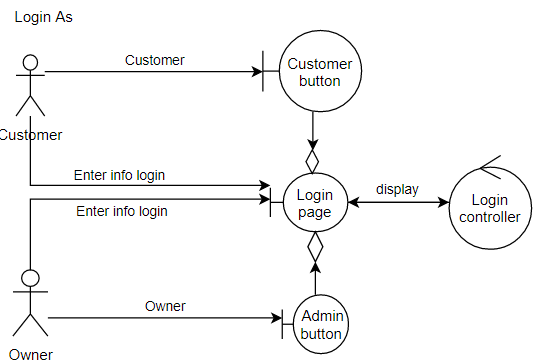 Login As
Customer
Customer
button
Customer
Enter info login
Enter info login
Login
page
display
Login
controller
Owner
Admin
button
Owner